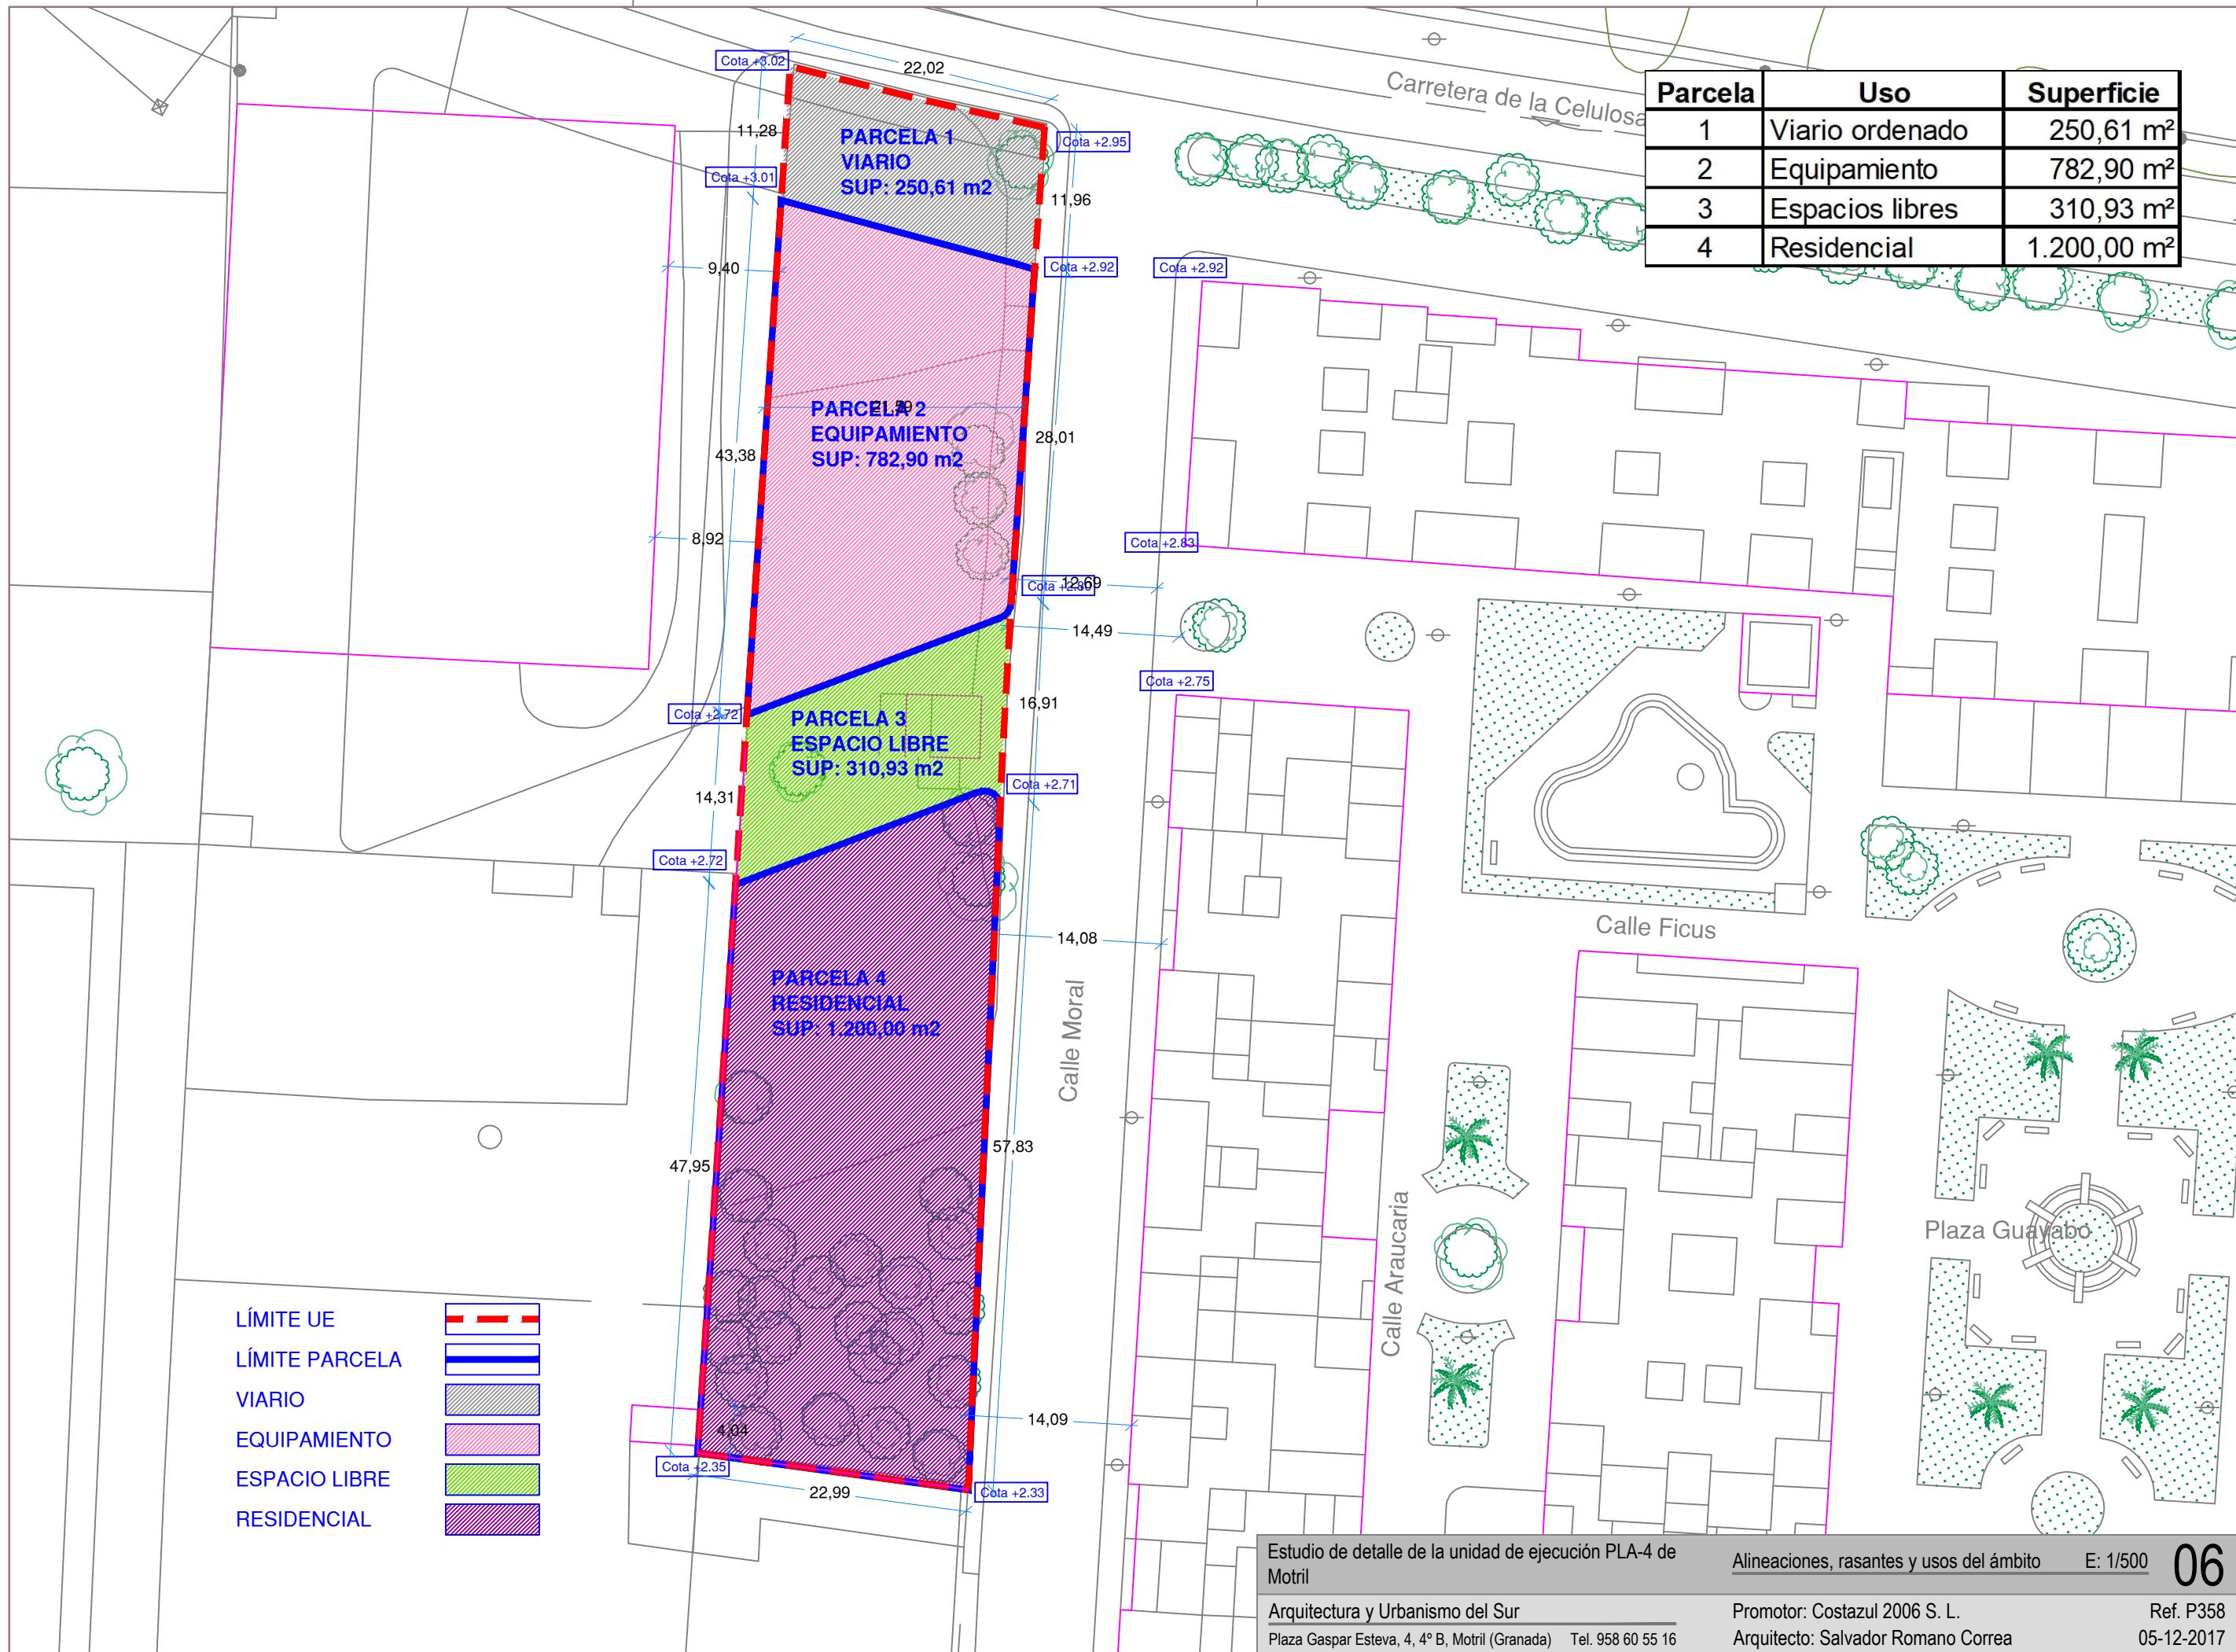 Cota +3.02
22,02
Carretera de la Celulosa
Parcela Uso Superficie
1 Viario ordenado 250,61 m²
2 Equipamiento 782,90 m²
3 Espacios libres 310,93 m²
4 Residencial 1.200,00 m²
11,28
PARCELA 1
VIARIO
SUP: 250,61 m2
Cota +2.95
Cota +3.01
11,96
9,40
Cota +2.92
Cota +2.92
PARCELA 2
21,59
EQUIPAMIENTO
SUP: 782,90 m2
28,01
43,38
8,92
Cota +2.83
Cota +2.80
12,69
14,49
Cota +2.75
16,91
Cota +2.72
PARCELA 3
ESPACIO LIBRE
SUP: 310,93 m2
14,31
Cota +2.71
Cota +2.72
Calle Ficus
14,08
PARCELA 4
RESIDENCIAL
SUP: 1.200,00 m2
Calle Moral
57,83
47,95
Calle Araucaria
Plaza Guayabo
LÍMITE UE
LÍMITE PARCELA
VIARIO
EQUIPAMIENTO
ESPACIO LIBRE
RESIDENCIAL
14,09
4,04
Cota +2.35
22,99
Cota +2.33
Estudio de detalle de la unidad de ejecución PLA-4 de
Motril
Alineaciones, rasantes y usos del ámbito E: 1/500 06
Arquitectura y Urbanismo del Sur
Plaza Gaspar Esteva, 4, 4º B, Motril (Granada) Tel. 958 60 55 16
Promotor: Costazul 2006 S. L. Ref. P358
Arquitecto: Salvador Romano Correa 05-12-2017